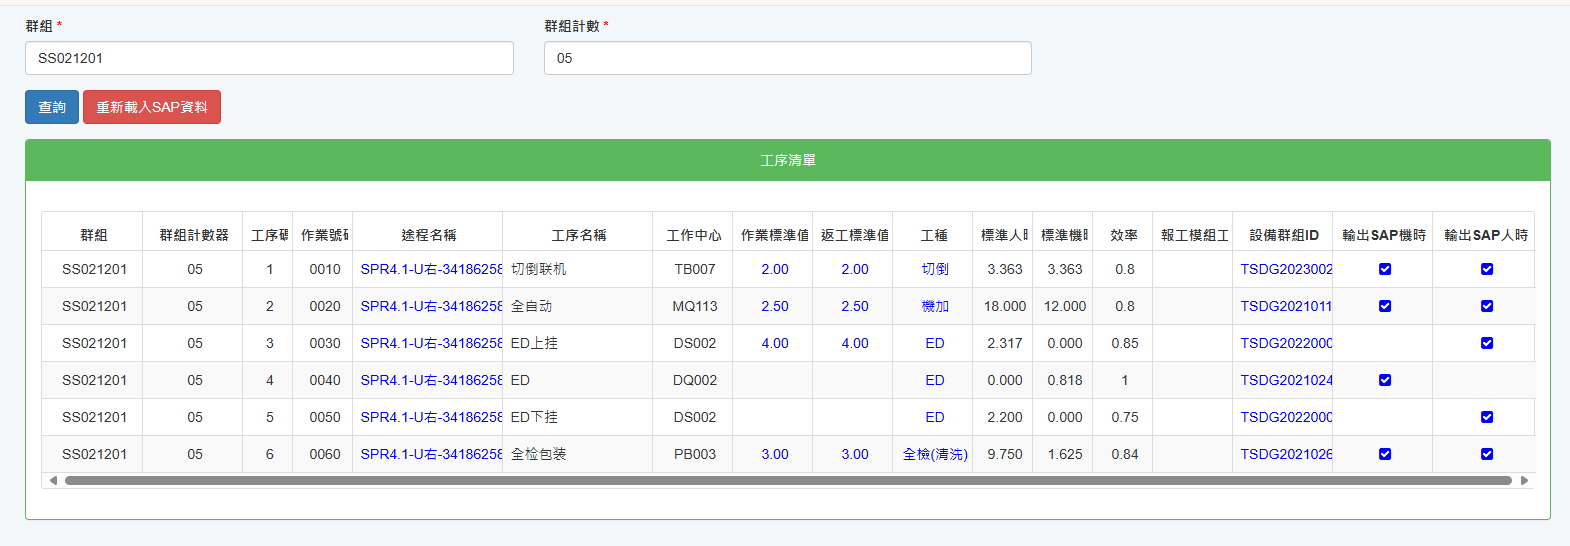 群組 * 群組計數 *
SS021201 05
查詢 重新載入SAP資料
工序清單
群組 群組計數器 工序碼 作業號碼 途程名稱 工序名稱 工作中心 作業標準值 返工標準值 工種 標準人時 標準機時 效率 報工模組工 設備群組ID 輸出SAP機時 輸出SAP人時
SS021201 05 1 0010 SPR4.1-U右-34186258 切倒联机 TB007 2.00 2.00 切倒 3.363 3.363 0.8 TSDG2023002
SS021201 05 2 0020 SPR4.1-U右-34186258 全自动 MQ113 2.50 2.50 機加 18.000 12.000 0.8 TSDG2021011
SS021201 05 3 0030 SPR4.1-U右-34186258 ED上挂 DS002 4.00 4.00 ED 2.317 0.000 0.85 TSDG2022000
SS021201 05 4 0040 SPR4.1-U右-34186258 ED DQ002 ED 0.000 0.818 1 TSDG2021024
SS021201 05 5 0050 SPR4.1-U右-34186258 ED下挂 DS002 ED 2.200 0.000 0.75 TSDG2022000
SS021201 05 6 0060 SPR4.1-U右-34186258 全检包装 PB003 3.00 3.00 全檢(清洗) 9.750 1.625 0.84 TSDG2021026